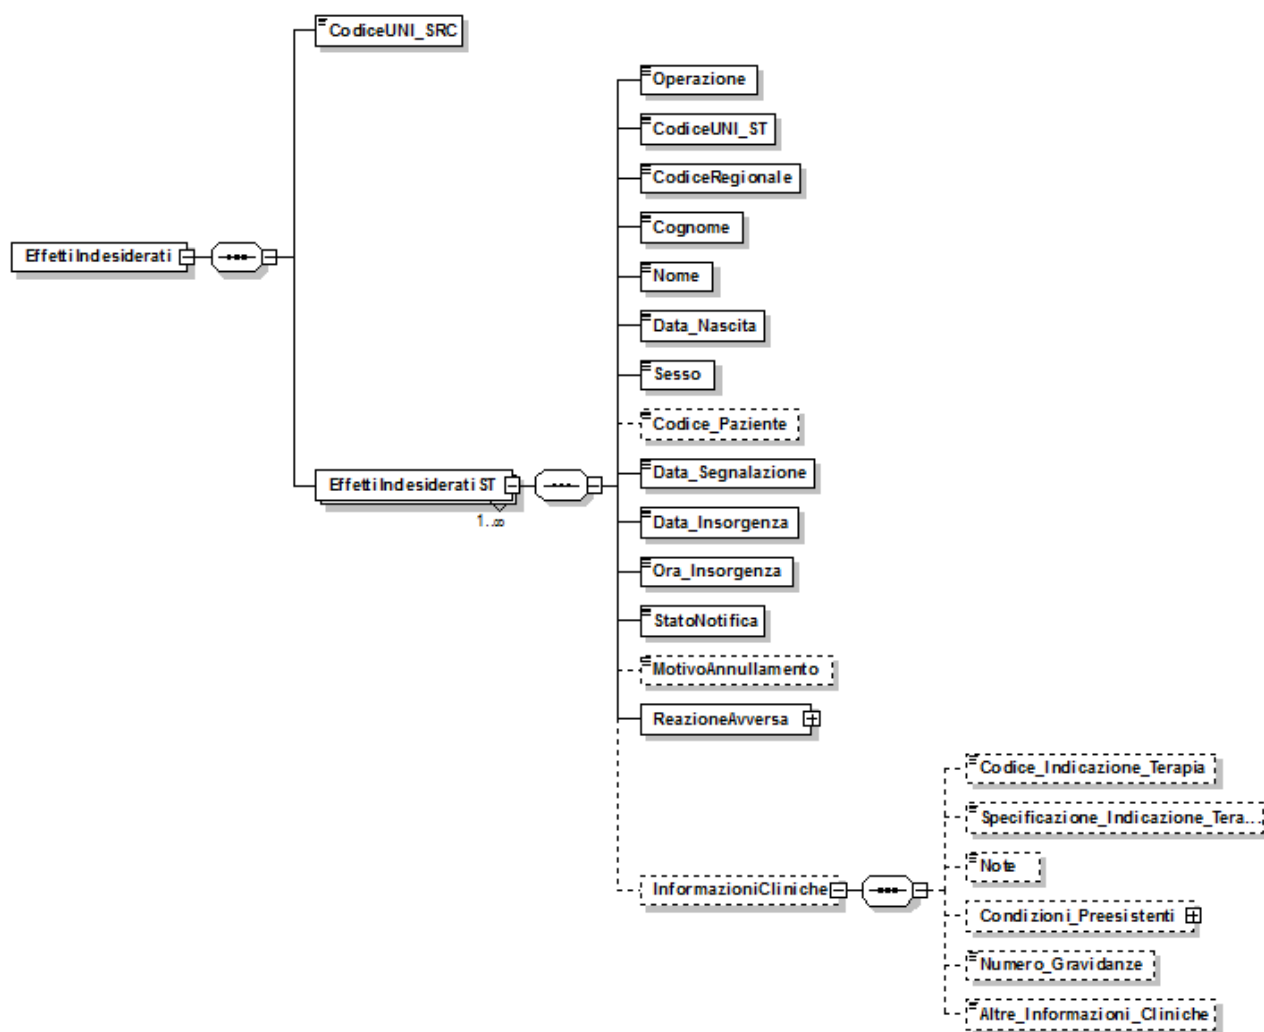 CodiceUNI_SRC
Operazione
CodiceUNI_ST
CodiceRegionale
Cognome
EffettiIndesiderati
Nome
Data_Nascita
Sesso
Codice_Paziente
Data_Segnalazione
EffettiIndesideratiST
1..∞
Data_Insorgenza
Ora_Insorgenza
StatoNotifica
MotivoAnnullamento
ReazioneAvversa
Codice_Indicazione_Terapia
Specificazione_Indicazione_Tera...
Note
InformazioniCliniche
Condizioni_Preesistenti
Numero_Gravidanze
Altre_Informazioni_Cliniche